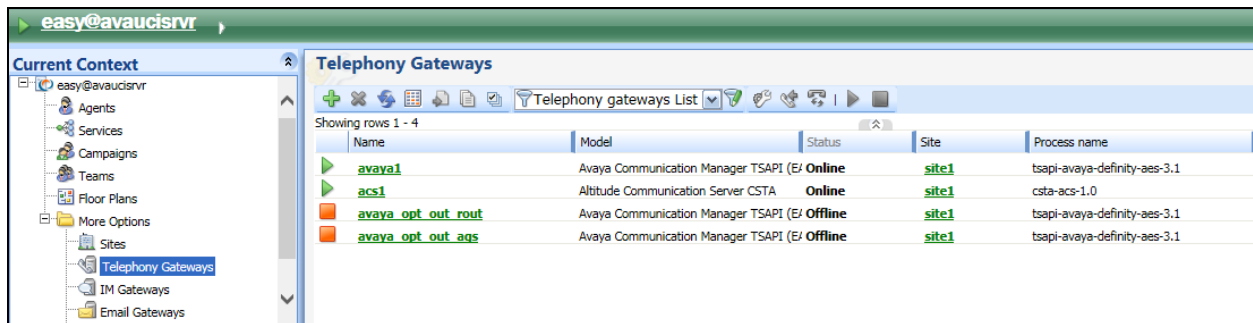 easy@avaucisrvr
Current Context
easy@avaucisrvr
Agents
Services
Campaigns
Teams
Floor Plans
More Options
Sites
Telephony Gateways
IM Gateways
Email Gateways
Telephony Gateways
Telephony gateways List
Showing rows 1 - 4
Name Model Status Site Process name
avaya1 Avaya Communication Manager TSAPI (EA Online site1 tsapi-avaya-definity-aes-3.1
acs1 Altitude Communication Server CSTA Online site1 csta-acs-1.0
avaya_opt_out_rout Avaya Communication Manager TSAPI (EA Offline site1 tsapi-avaya-definity-aes-3.1
avaya_opt_out_ags Avaya Communication Manager TSAPI (EA Offline site1 tsapi-avaya-definity-aes-3.1